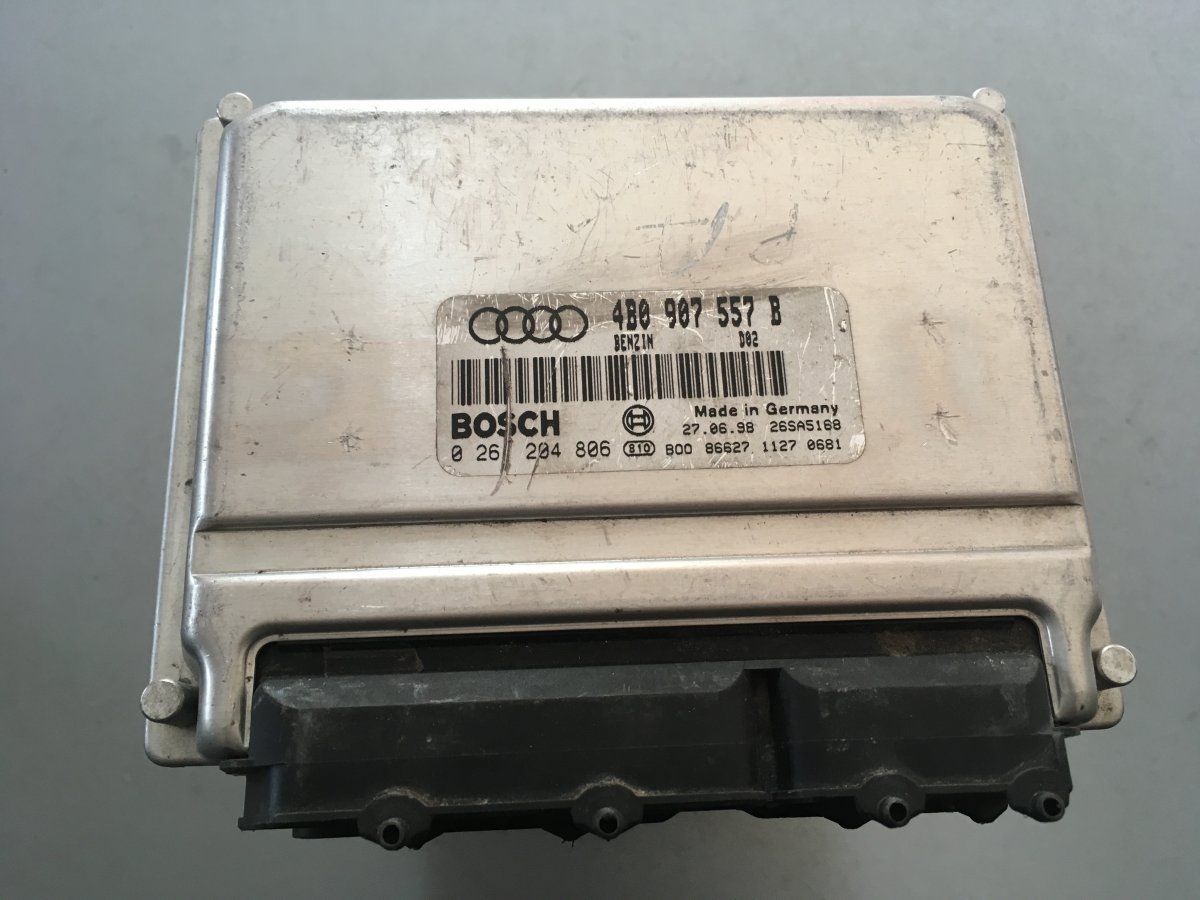 4B0 907 557 B
BENZIN D02
BOSCH Made in Germany
27.06.98 26SA5168
0 261 204 806 810 B00 86627 1127 0681